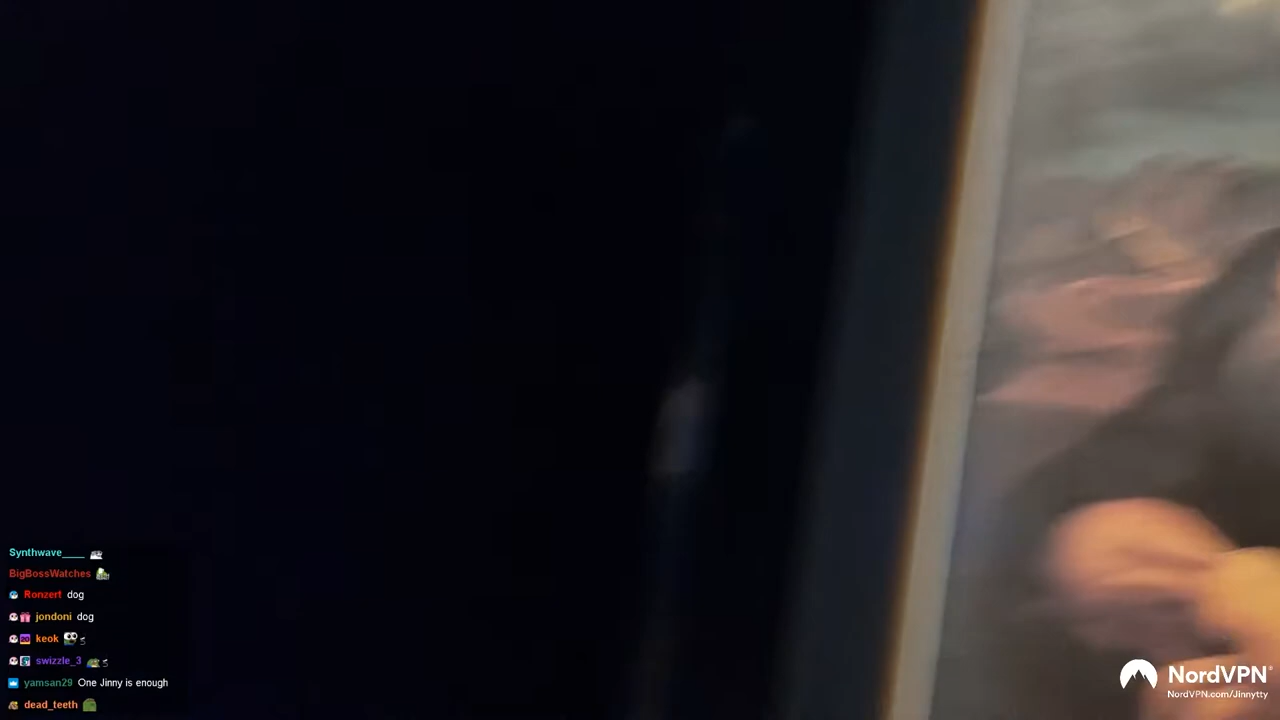 Synthwave____
BigBossWatches
Ronzert dog
jondoni dog
keok
swizzle_3
yamsan29 One Jinny is enough
dead_teeth
NordVPN®
NordVPN.com/Jinnytty